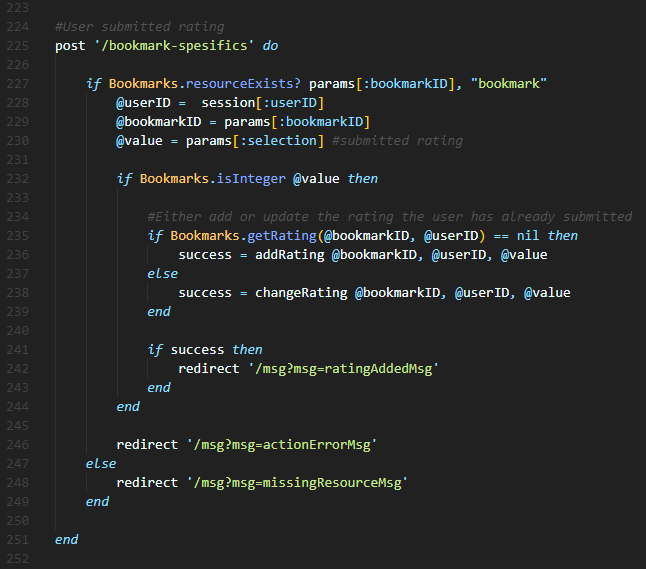 223
224 #User submitted rating
225 post '/bookmark-spesifics' do
226
227 if Bookmarks.resourceExists? params[:bookmarkID], "bookmark"
228 @userID =  session[:userID]
229 @bookmarkID = params[:bookmarkID]
230 @value = params[:selection] #submitted rating
231
232 if Bookmarks.isInteger @value then
233
234 #Either add or update the rating the user has already submitted
235 if Bookmarks.getRating(@bookmarkID, @userID) == nil then
236 success = addRating @bookmarkID, @userID, @value
237 else
238 success = changeRating @bookmarkID, @userID, @value
239 end
240
241 if success then
242 redirect '/msg?msg=ratingAddedMsg'
243 end
244 end
245
246 redirect '/msg?msg=actionErrorMsg'
247 else
248 redirect '/msg?msg=missingResourceMsg'
249 end
250
251 end
252